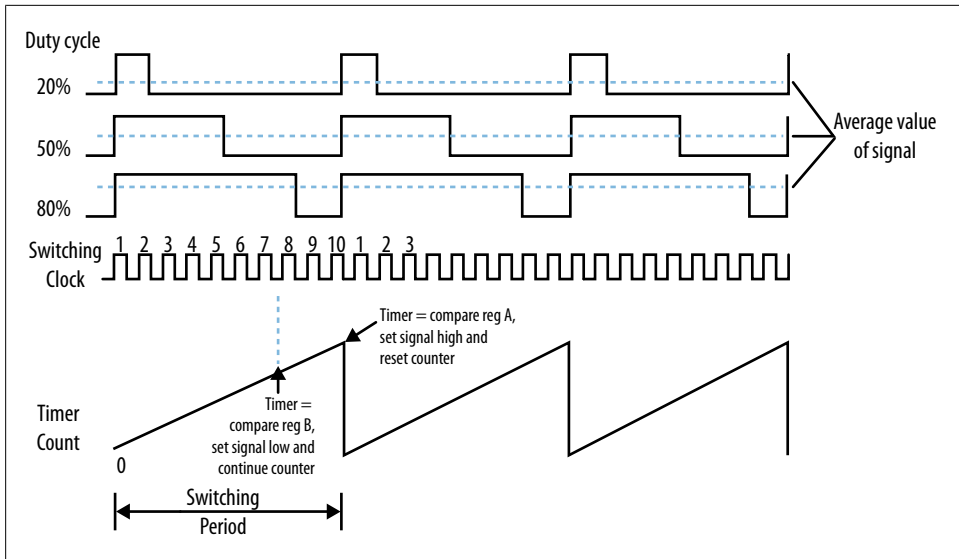 Duty cycle
20%
50%
80%
Average value
of signal
Switching
Clock
1 2 3 4 5 6 7 8 9 10 1 2 3
Timer = compare reg A,
set signal high and
reset counter
Timer =
compare reg B,
set signal low and
continue counter
Timer
Count
0
Switching
Period